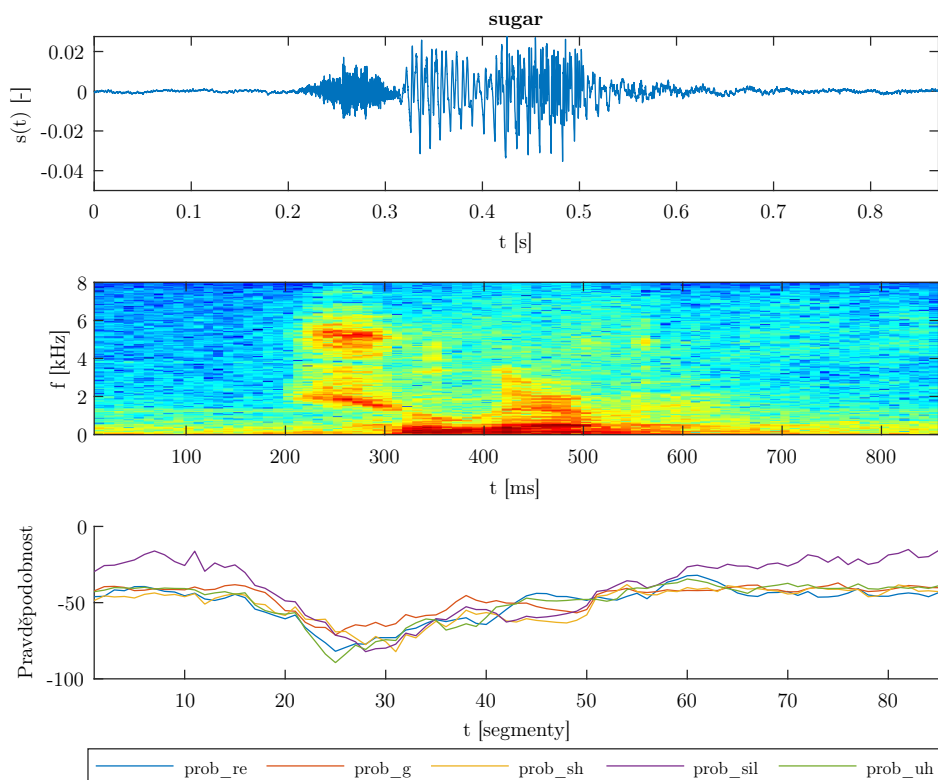 sugar
0.02
0
-0.02
-0.04
s(t) [-]
0 0.1 0.2 0.3 0.4 0.5 0.6 0.7 0.8
t [s]
8
6
4
2
0
f [kHz]
100 200 300 400 500 600 700 800
t [ms]
0
-50
-100
Pravděpodobnost
10 20 30 40 50 60 70 80
t [segmenty]
prob_re prob_g prob_sh prob_sil prob_uh